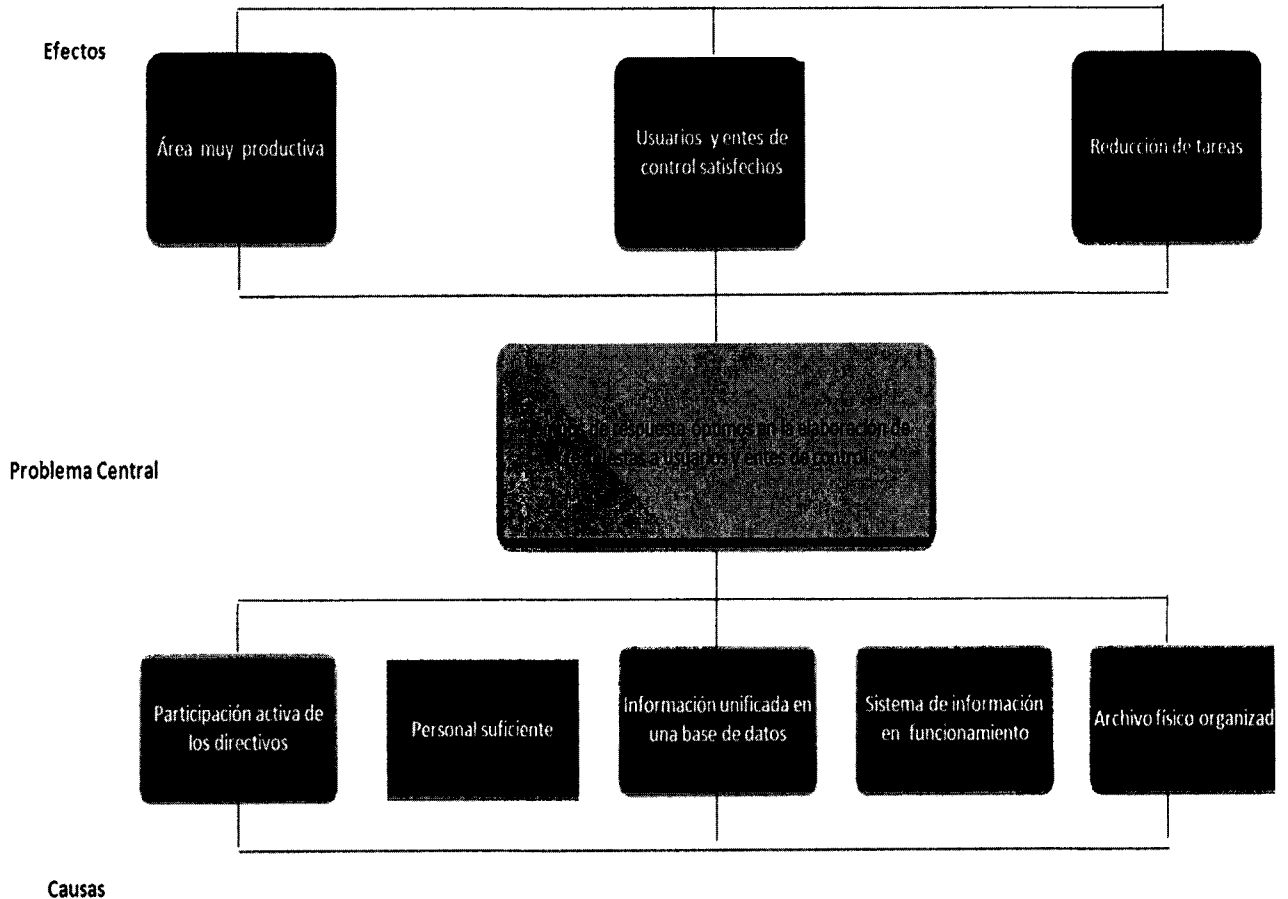 Efectos
Área muy productiva
Usuarios y entes de
control satisfechos
Reducción de tareas
de respuesta óptimos en la elaboración de
a usuarios y entes de control
Problema Central
Participación activa de
los directivos
Personal suficiente
Información unificada en
una base de datos
Sistema de información
en funcionamiento
Archivo físico organizad
Causas